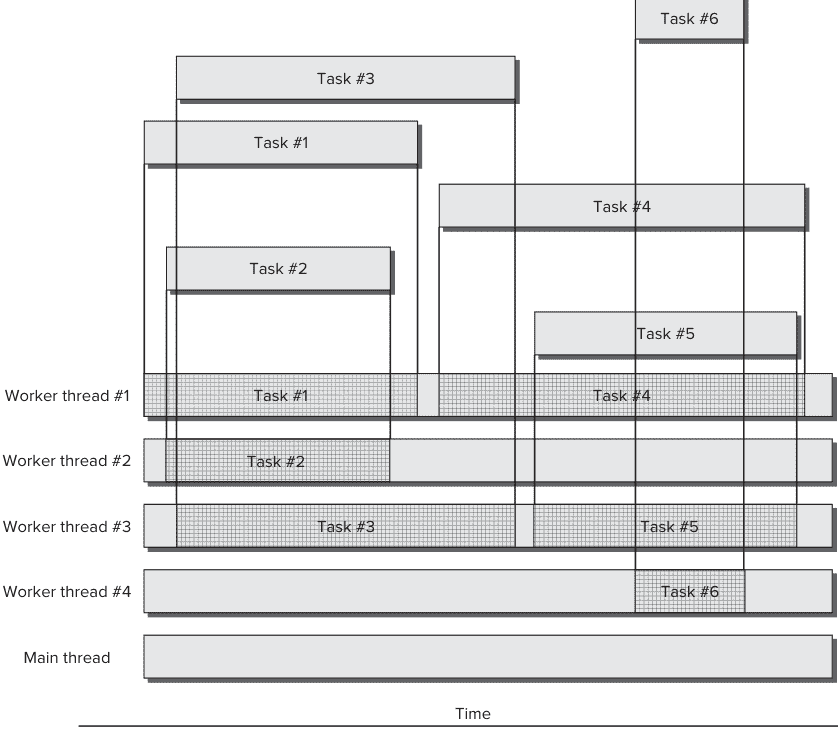 Task #6
Task #3
Task #1
Task #4
Task #2
Task #5
Worker thread #1 Task #1 Task #4
Worker thread #2 Task #2
Worker thread #3 Task #3 Task #5
Worker thread #4 Task #6
Main thread
Time